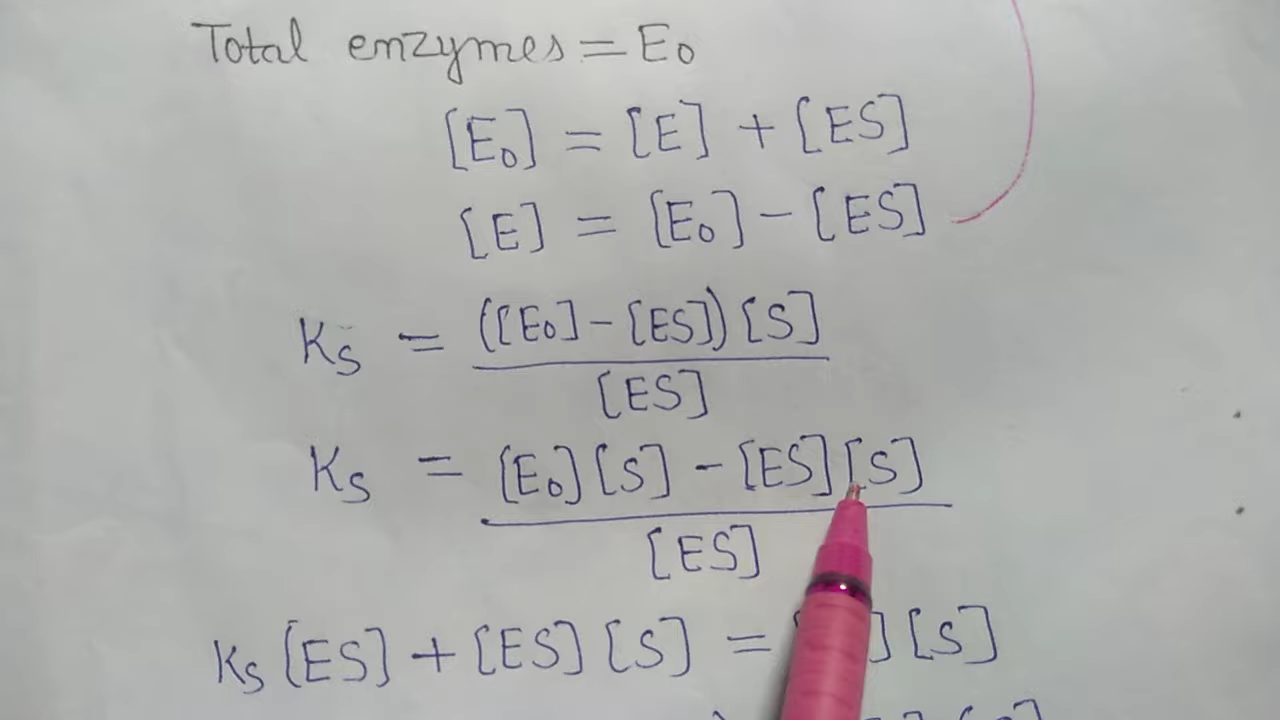 Total enzymes = E₀
[E₀] = [E] + [ES]
[E] = [E₀] - [ES]
Ks = ([E₀] - [ES]) [S] / [ES]
Ks = [E₀] [S] - [ES] [S] / [ES]
Ks [ES] + [ES] [S] = ] [S]